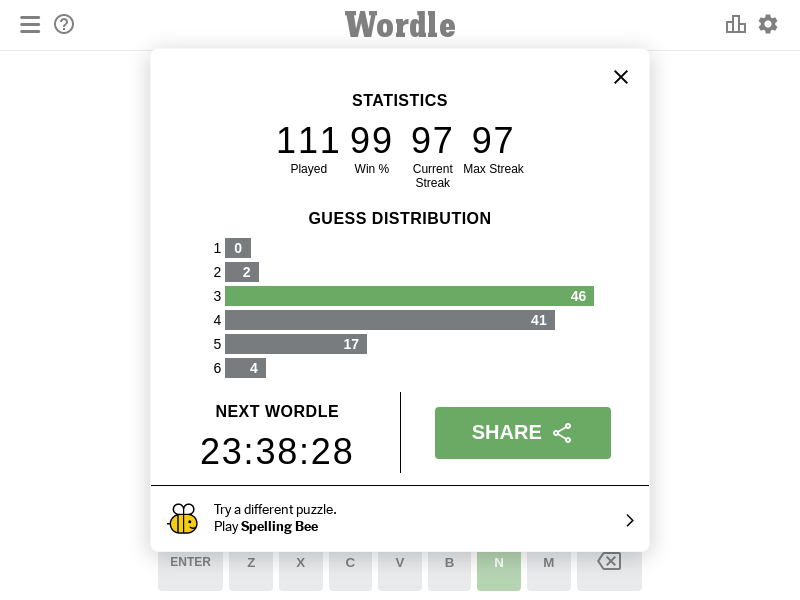 Wordle
STATISTICS
111 99 97 97
Played Win % Current Streak Max Streak
GUESS DISTRIBUTION
1 0
2 2
3 46
4 41
5 17
6 4
NEXT WORDLE
23:38:28
SHARE
Try a different puzzle.
Play Spelling Bee
ENTER Z X C V B N M